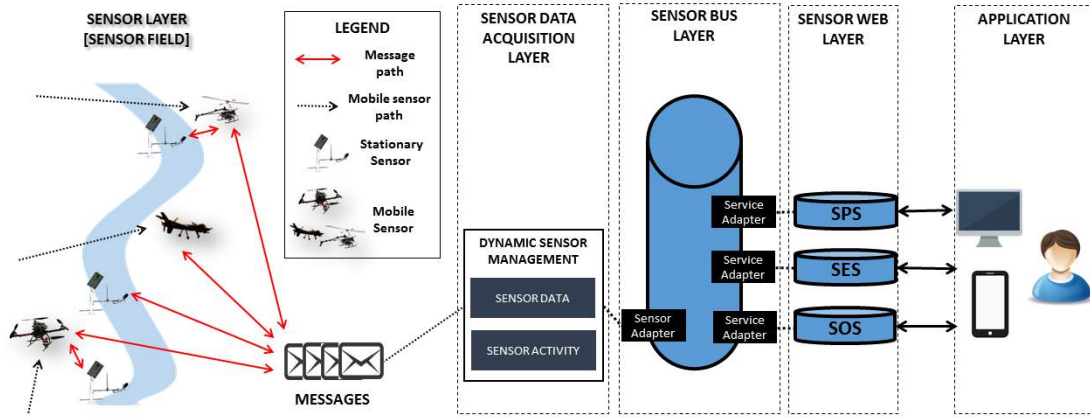 SENSOR LAYER
[SENSOR FIELD]
LEGEND
Message
path
Mobile sensor
path
Stationary
Sensor
Mobile
Sensor
MESSAGES
SENSOR DATA
ACQUISITION
LAYER
DYNAMIC SENSOR
MANAGEMENT
SENSOR DATA
SENSOR ACTIVITY
SENSOR BUS
LAYER
Sensor
Adapter
Service
Adapter
Service
Adapter
Service
Adapter
SENSOR WEB
LAYER
SPS
SES
SOS
APPLICATION
LAYER